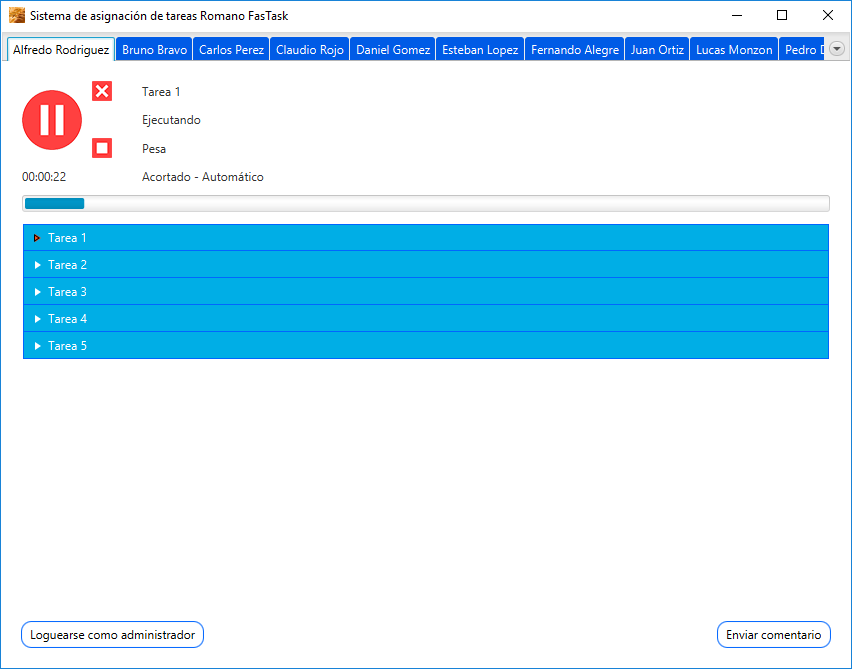 Sistema de asignación de tareas Romano FasTask
Alfredo Rodriguez Bruno Bravo Carlos Perez Claudio Rojo Daniel Gomez Esteban Lopez Fernando Alegre Juan Ortiz Lucas Monzon Pedro
Tarea 1
Ejecutando
Pesa
00:00:22 Acortado - Automático
Tarea 1
Tarea 2
Tarea 3
Tarea 4
Tarea 5
Loguearse como administrador Enviar comentario